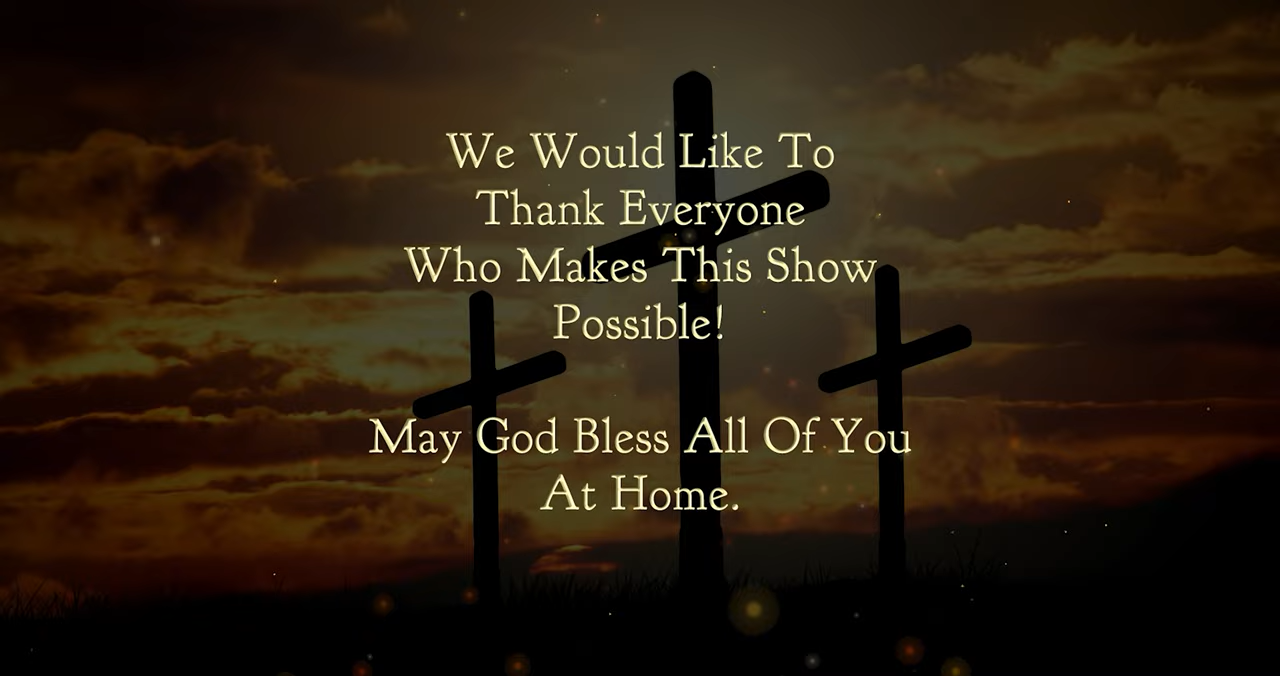 We Would Like To
Thank Everyone
Who Makes This Show
Possible!
May God Bless All Of You
At Home.